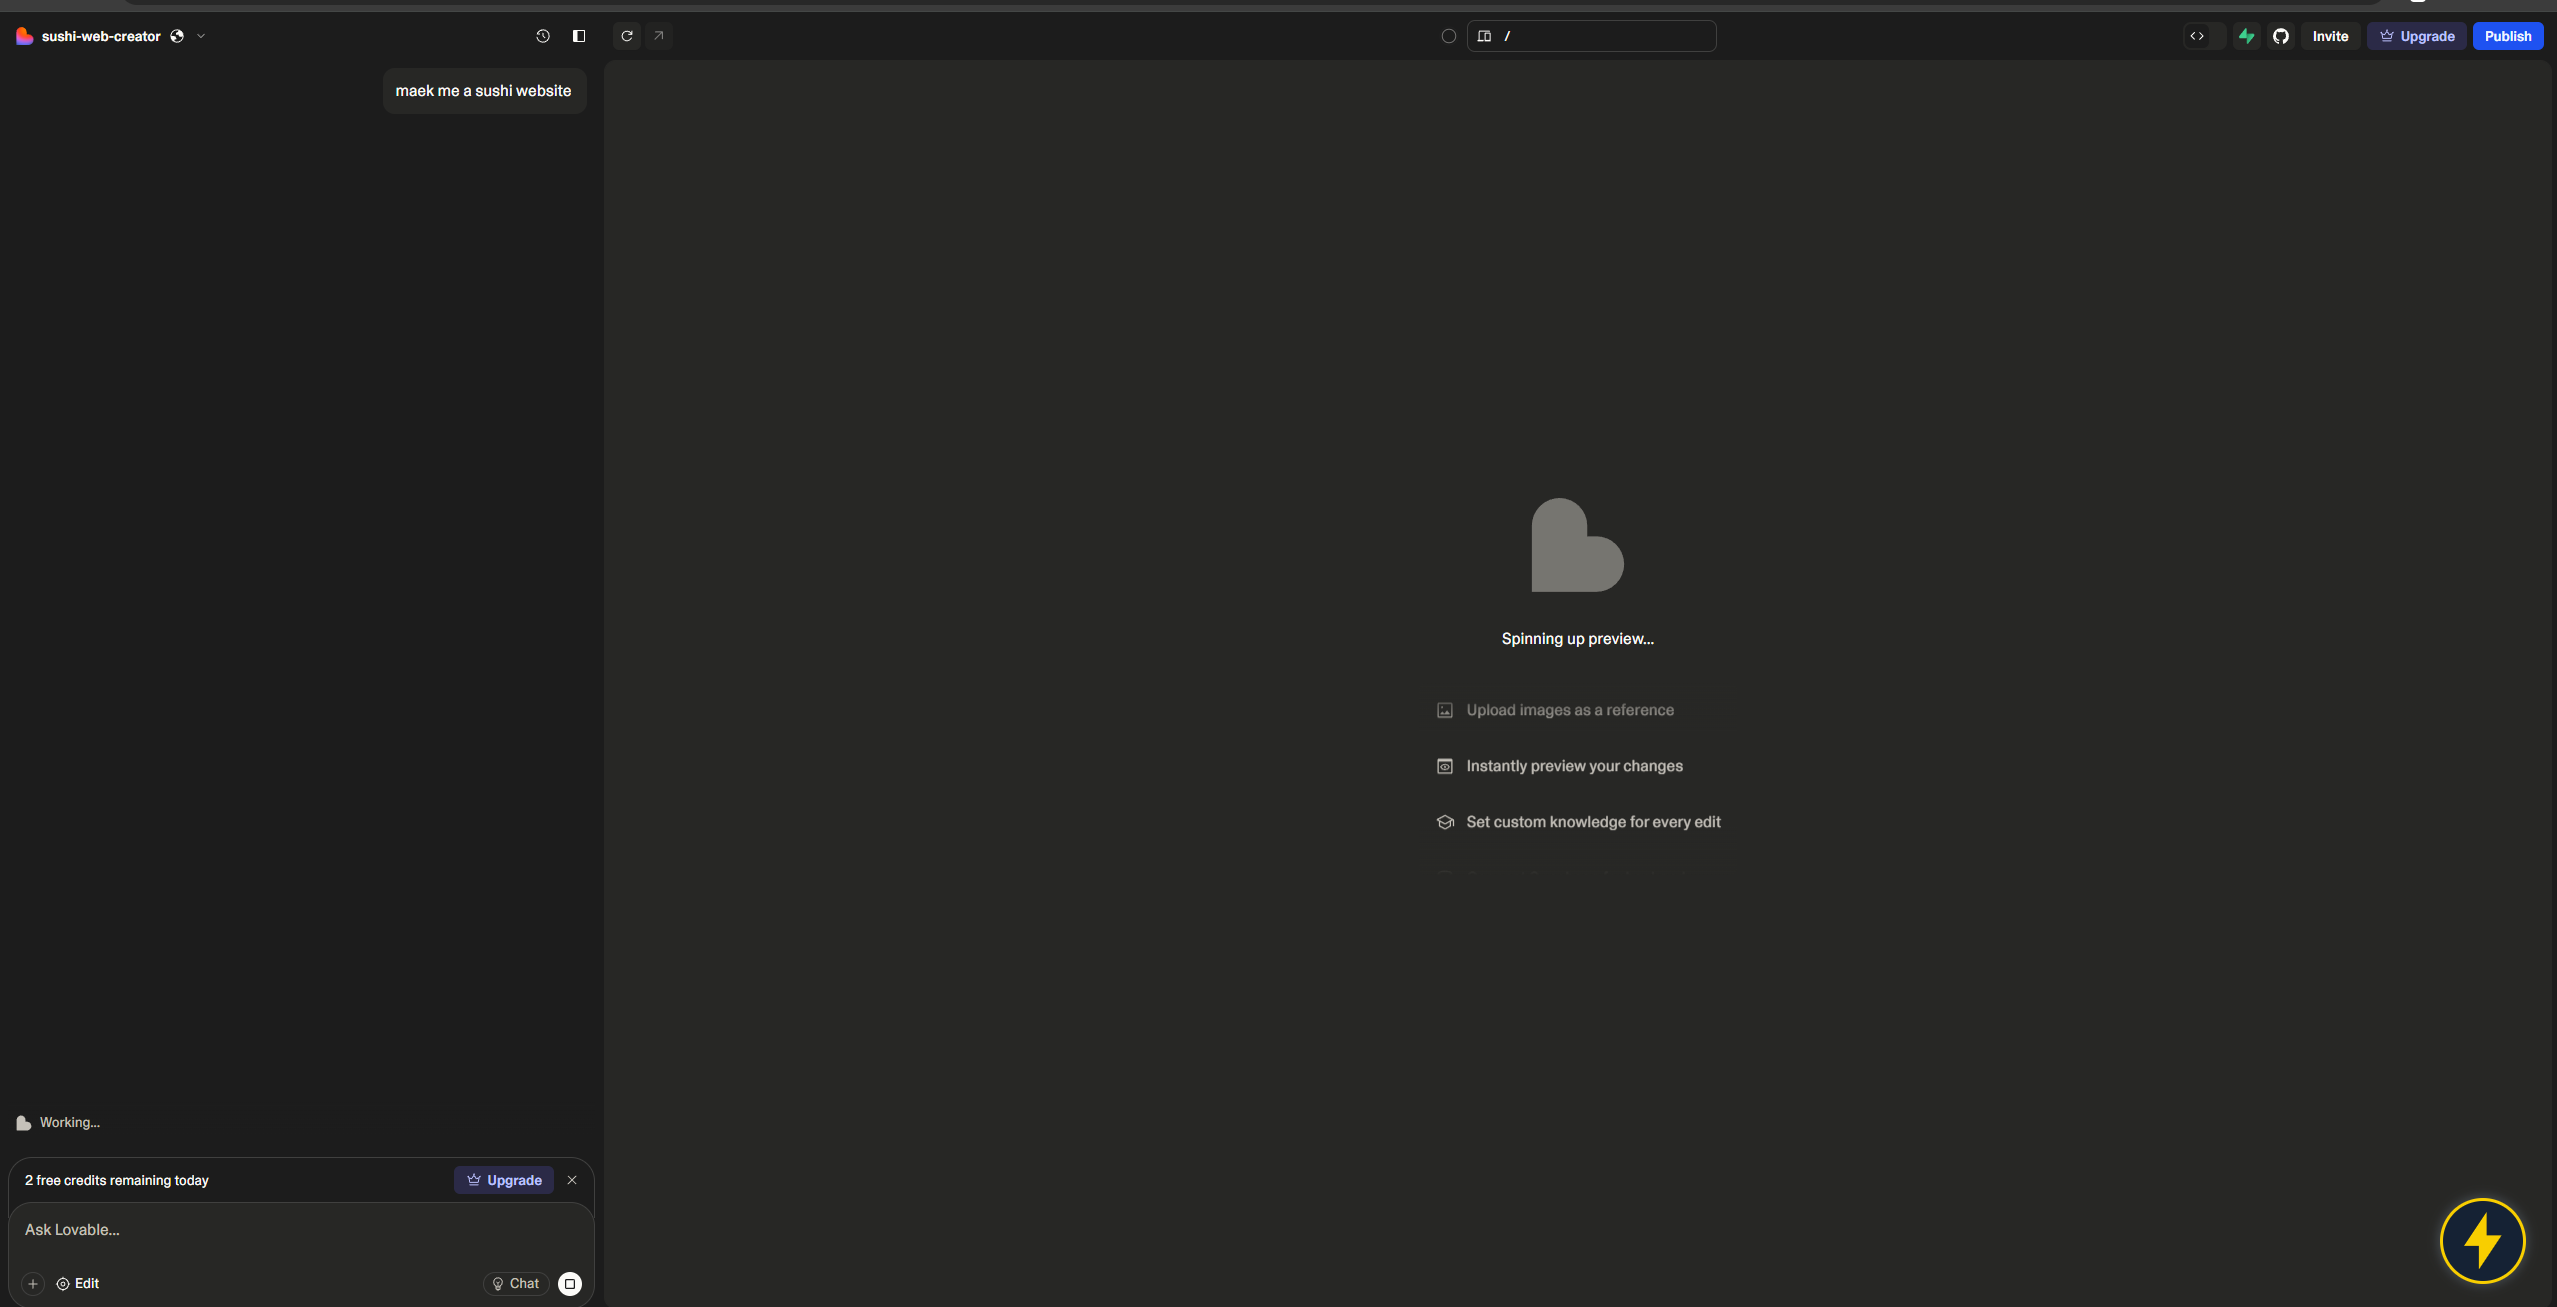 sushi-web-creator
/
Invite
Upgrade
Publish
maek me a sushi website
Spinning up preview...
Upload images as a reference
Instantly preview your changes
Set custom knowledge for every edit
Working...
2 free credits remaining today
Upgrade
Ask Lovable...
Edit
Chat